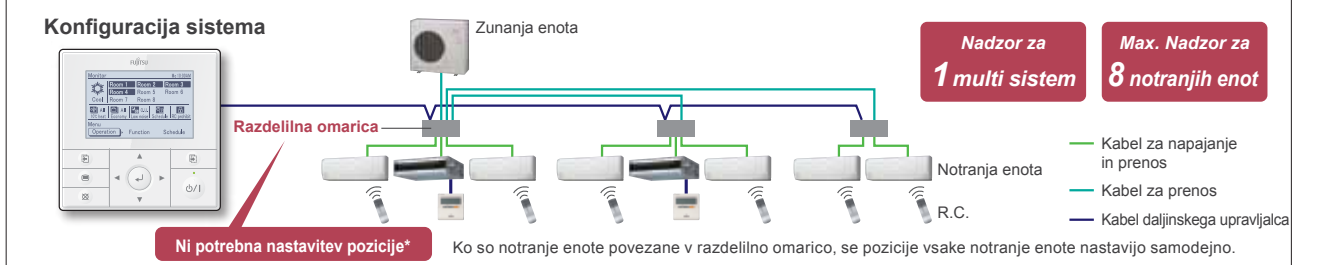 Konfiguracija sistema
Zunanja enota
Nadzor za
1 multi sistem
Max. Nadzor za
8 notranjih enot
FUJITSU
Monitor
Room 1 Room 2 Room 3
Room 4 Room 5 Room 6
Cool Room 7 Room 8
Menu
Operation Function Schedule
Razdelilna omarica
Kabel za napajanje
in prenos
Notranja enota
Kabel za prenos
R.C.
Kabel daljinskega upravljalca
Ni potrebna nastavitev pozicije*
Ko so notranje enote povezane v razdelilno omarico, se pozicije vsake notranje enote nastavijo samodejno.